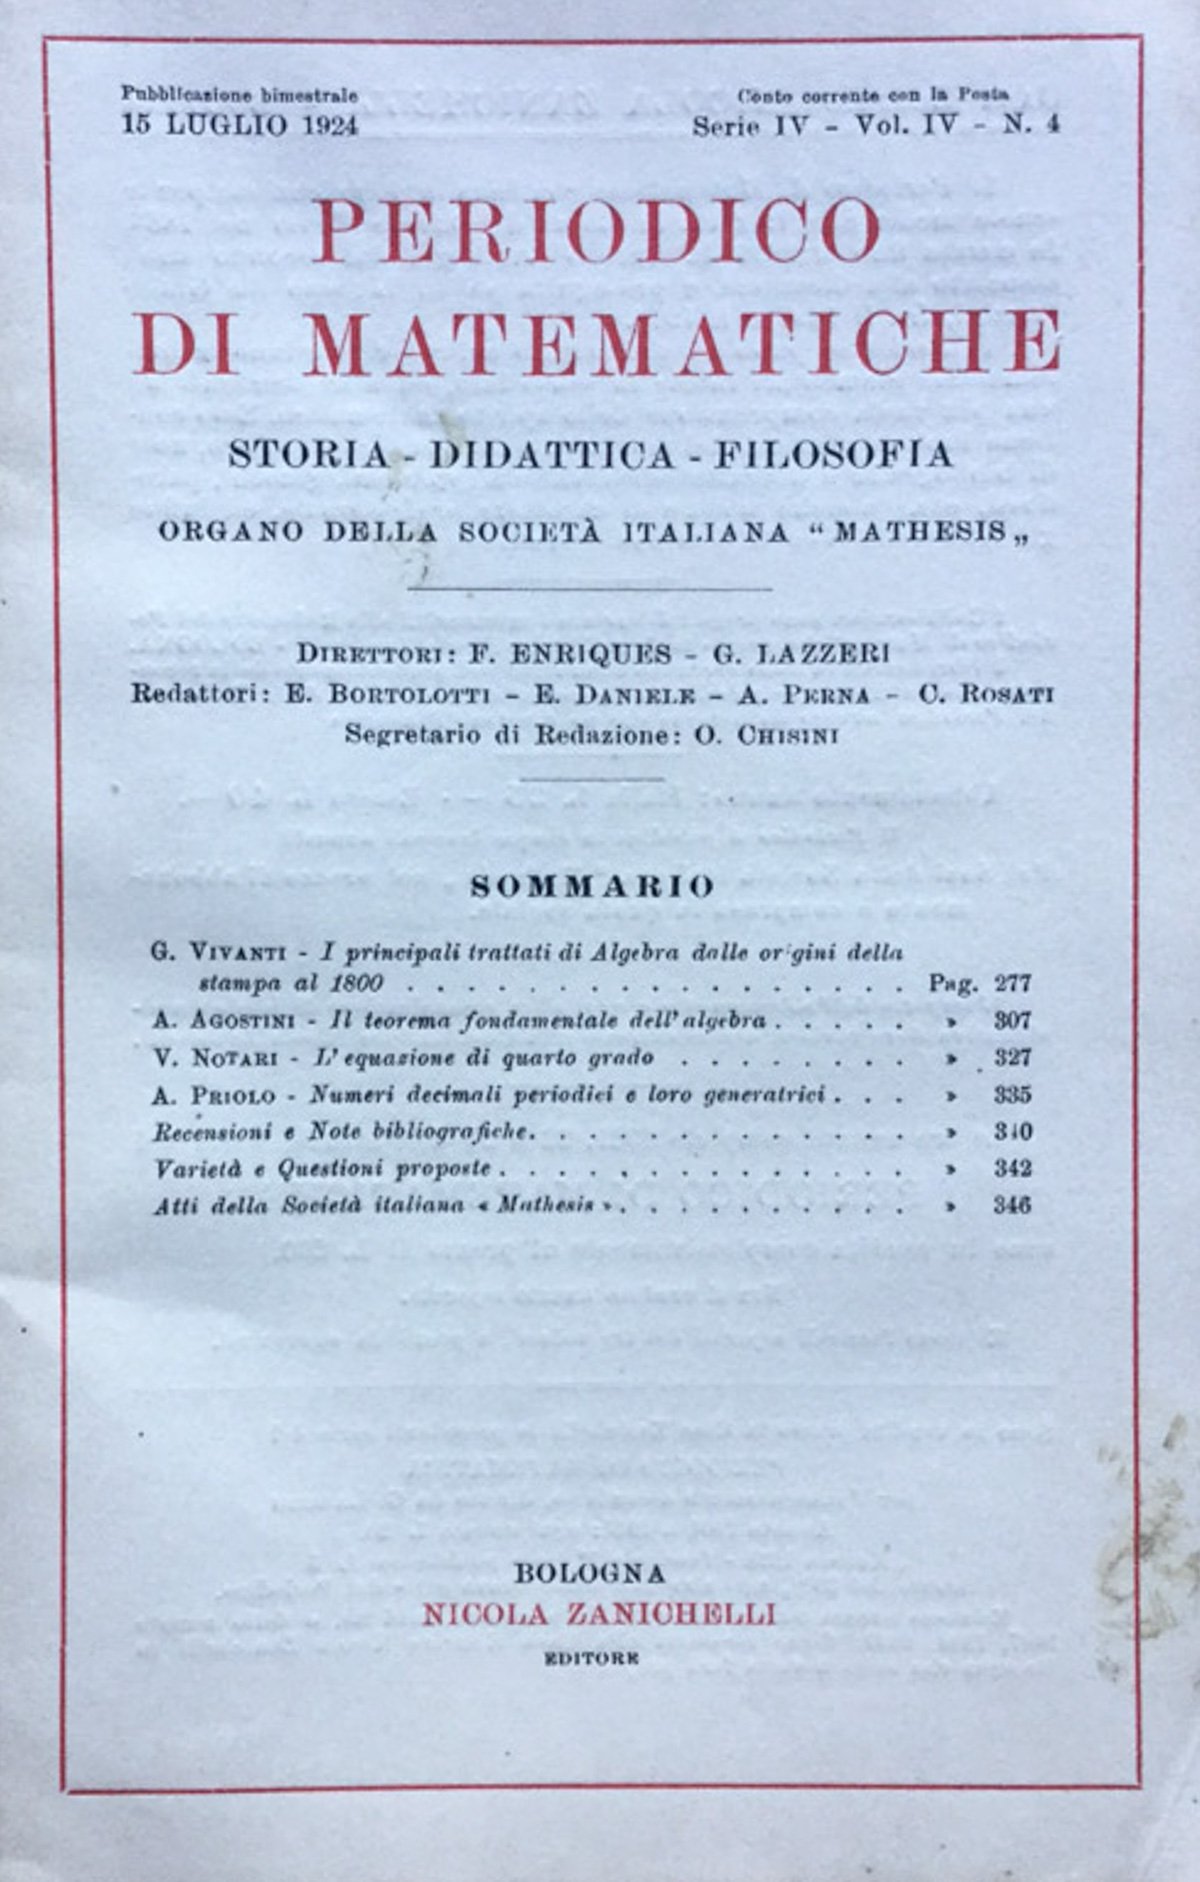 Pubblicazione bimestrale
15 LUGLIO 1924
Conto corrente con la Posta
Serie IV - Vol. IV - N. 4
PERIODICO
DI MATEMATICHE
STORIA - DIDATTICA - FILOSOFIA
ORGANO DELLA SOCIETÀ ITALIANA “ MATHESIS „
DIRETTORI: F. ENRIQUES - G. LAZZERI
Redattori: E. BORTOLOTTI - E. DANIELE - A. PERNA - C. ROSATI
Segretario di Redazione: O. CHISINI
SOMMARIO
G. VIVANTI - I principali trattati di Algebra dalle origini della
stampa al 1800 . . . . . . . . . . . . . . . . . Pag. 277
A. AGOSTINI - Il teorema fondamentale dell'algebra . . . . . » 307
V. NOTARI - L'equazione di quarto grado . . . . . . . . » 327
A. PRIOLO - Numeri decimali periodici e loro generatrici . . . » 335
Recensioni e Note bibliografiche. . . . . . . . . . . . . » 340
Varietà e Questioni proposte . . . . . . . . . . . . . . » 342
Atti della Società italiana « Mathesis » . . . . . . . . . . » 346
BOLOGNA
NICOLA ZANICHELLI
EDITORE